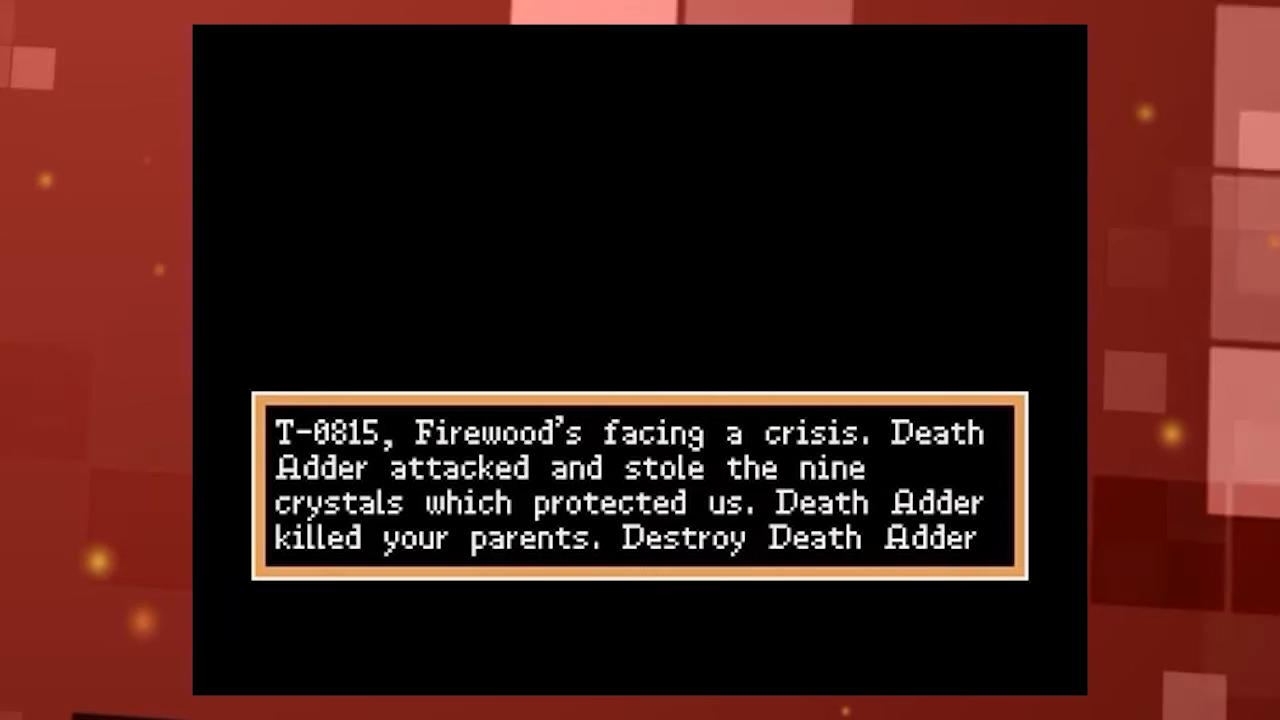 T-0815, Firewood's facing a crisis. Death
Adder attacked and stole the nine
crystals which protected us. Death Adder
killed your parents. Destroy Death Adder